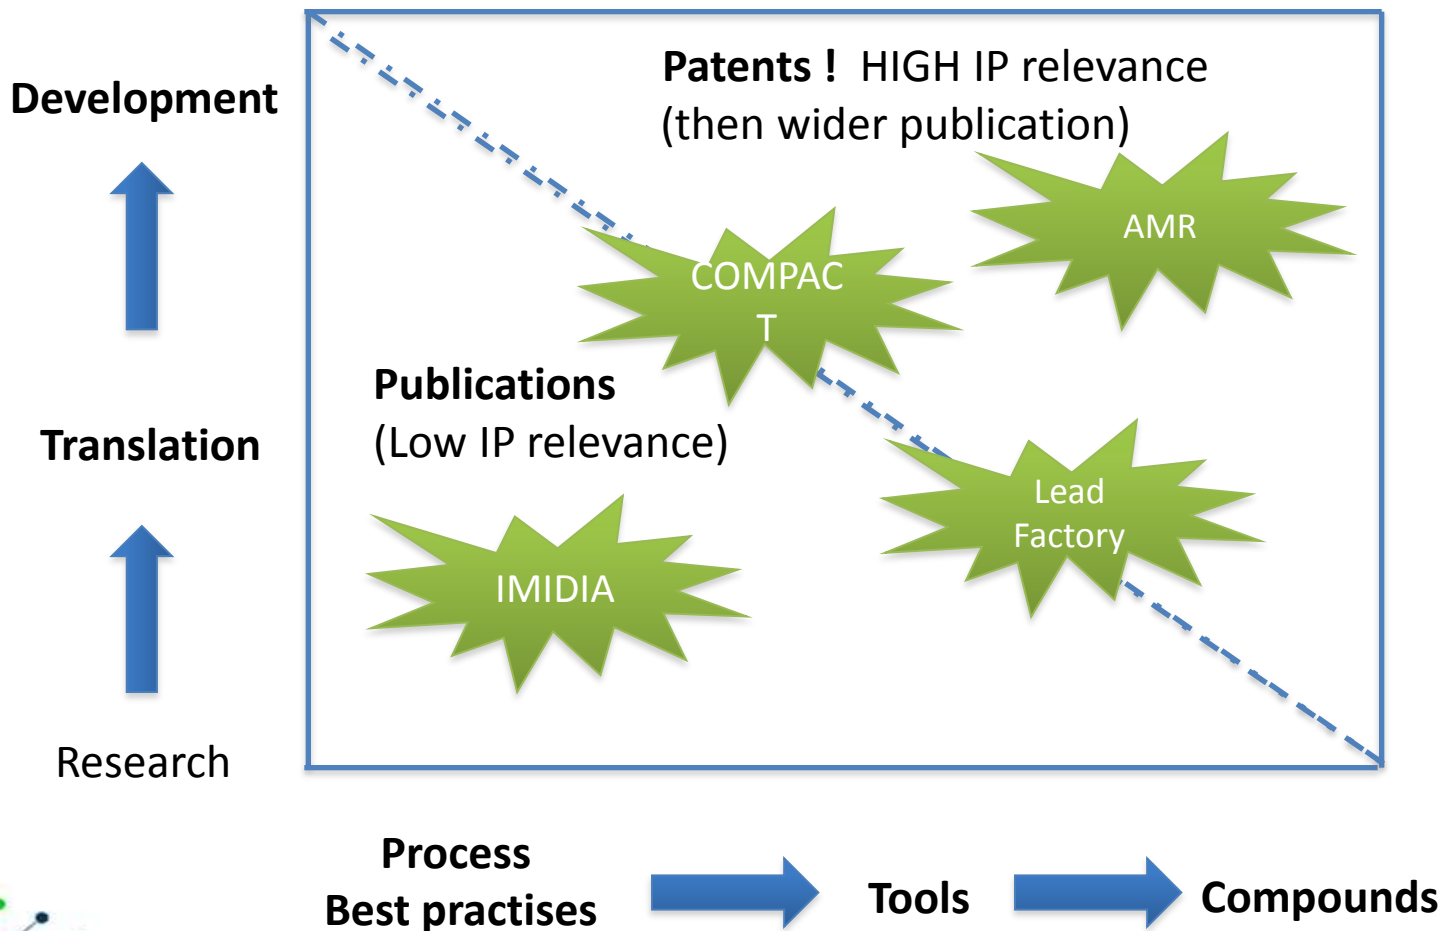 Patents ! HIGH IP relevance
(then wider publication)
Development
AMR
COMPAC
T
Publications
(Low IP relevance)
Translation
Lead
Factory
IMIDIA
Research
Process
Best practises
Tools
Compounds